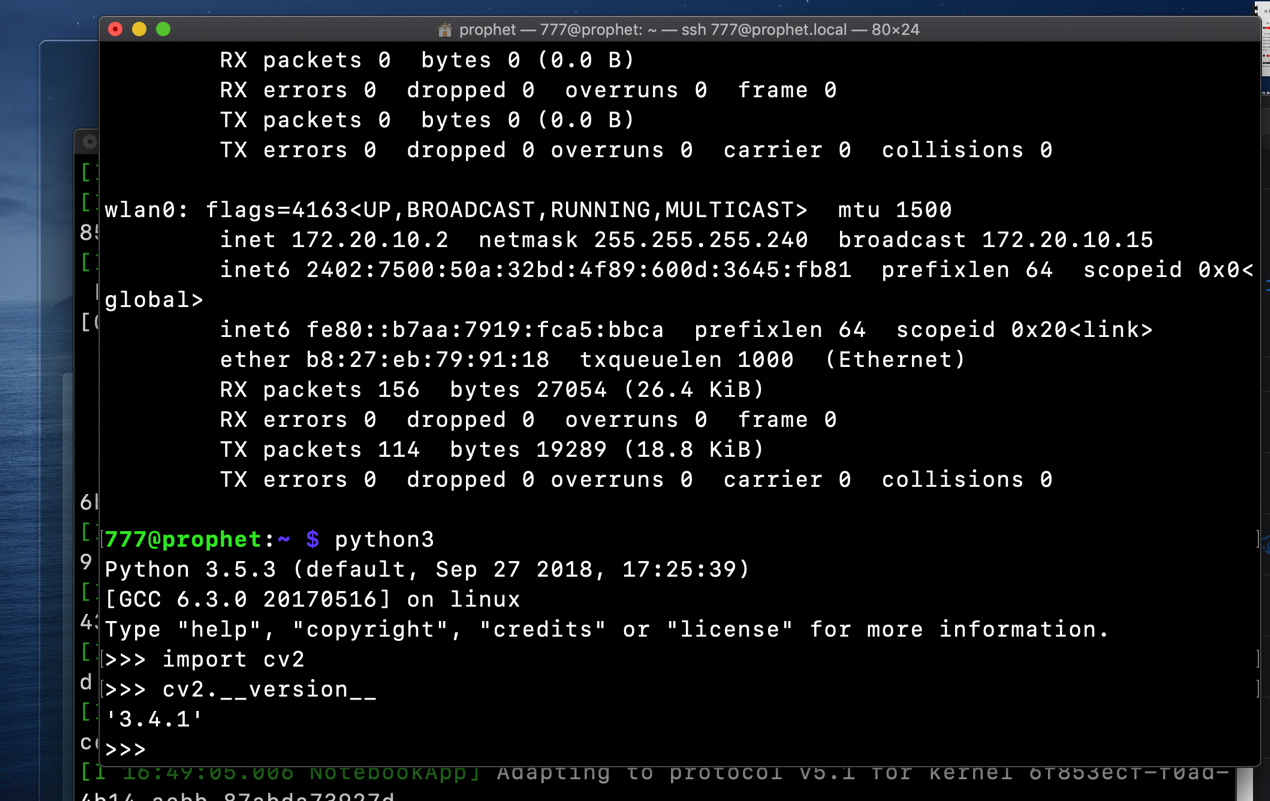 prophet — 777@prophet: ~ — ssh 777@prophet.local — 80×24
RX packets 0  bytes 0 (0.0 B)
RX errors 0  dropped 0  overruns 0  frame 0
TX packets 0  bytes 0 (0.0 B)
TX errors 0  dropped 0 overruns 0  carrier 0  collisions 0
wlan0: flags=4163<UP,BROADCAST,RUNNING,MULTICAST>  mtu 1500
inet 172.20.10.2  netmask 255.255.255.240  broadcast 172.20.10.15
inet6 2402:7500:50a:32bd:4f89:600d:3645:fb81  prefixlen 64  scopeid 0x0<
global>
inet6 fe80::b7aa:7919:fca5:bbca  prefixlen 64  scopeid 0x20<link>
ether b8:27:eb:79:91:18  txqueuelen 1000  (Ethernet)
RX packets 156  bytes 27054 (26.4 KiB)
RX errors 0  dropped 0  overruns 0  frame 0
TX packets 114  bytes 19289 (18.8 KiB)
TX errors 0  dropped 0 overruns 0  carrier 0  collisions 0
777@prophet:~ $ python3
Python 3.5.3 (default, Sep 27 2018, 17:25:39)
[GCC 6.3.0 20170516] on linux
Type "help", "copyright", "credits" or "license" for more information.
>>> import cv2
>>> cv2.__version__
'3.4.1'
>>>
[I 16:49:05.006 NotebookApp] Adapting to protocol v5.1 for kernel 6f853ecf-f0ad-